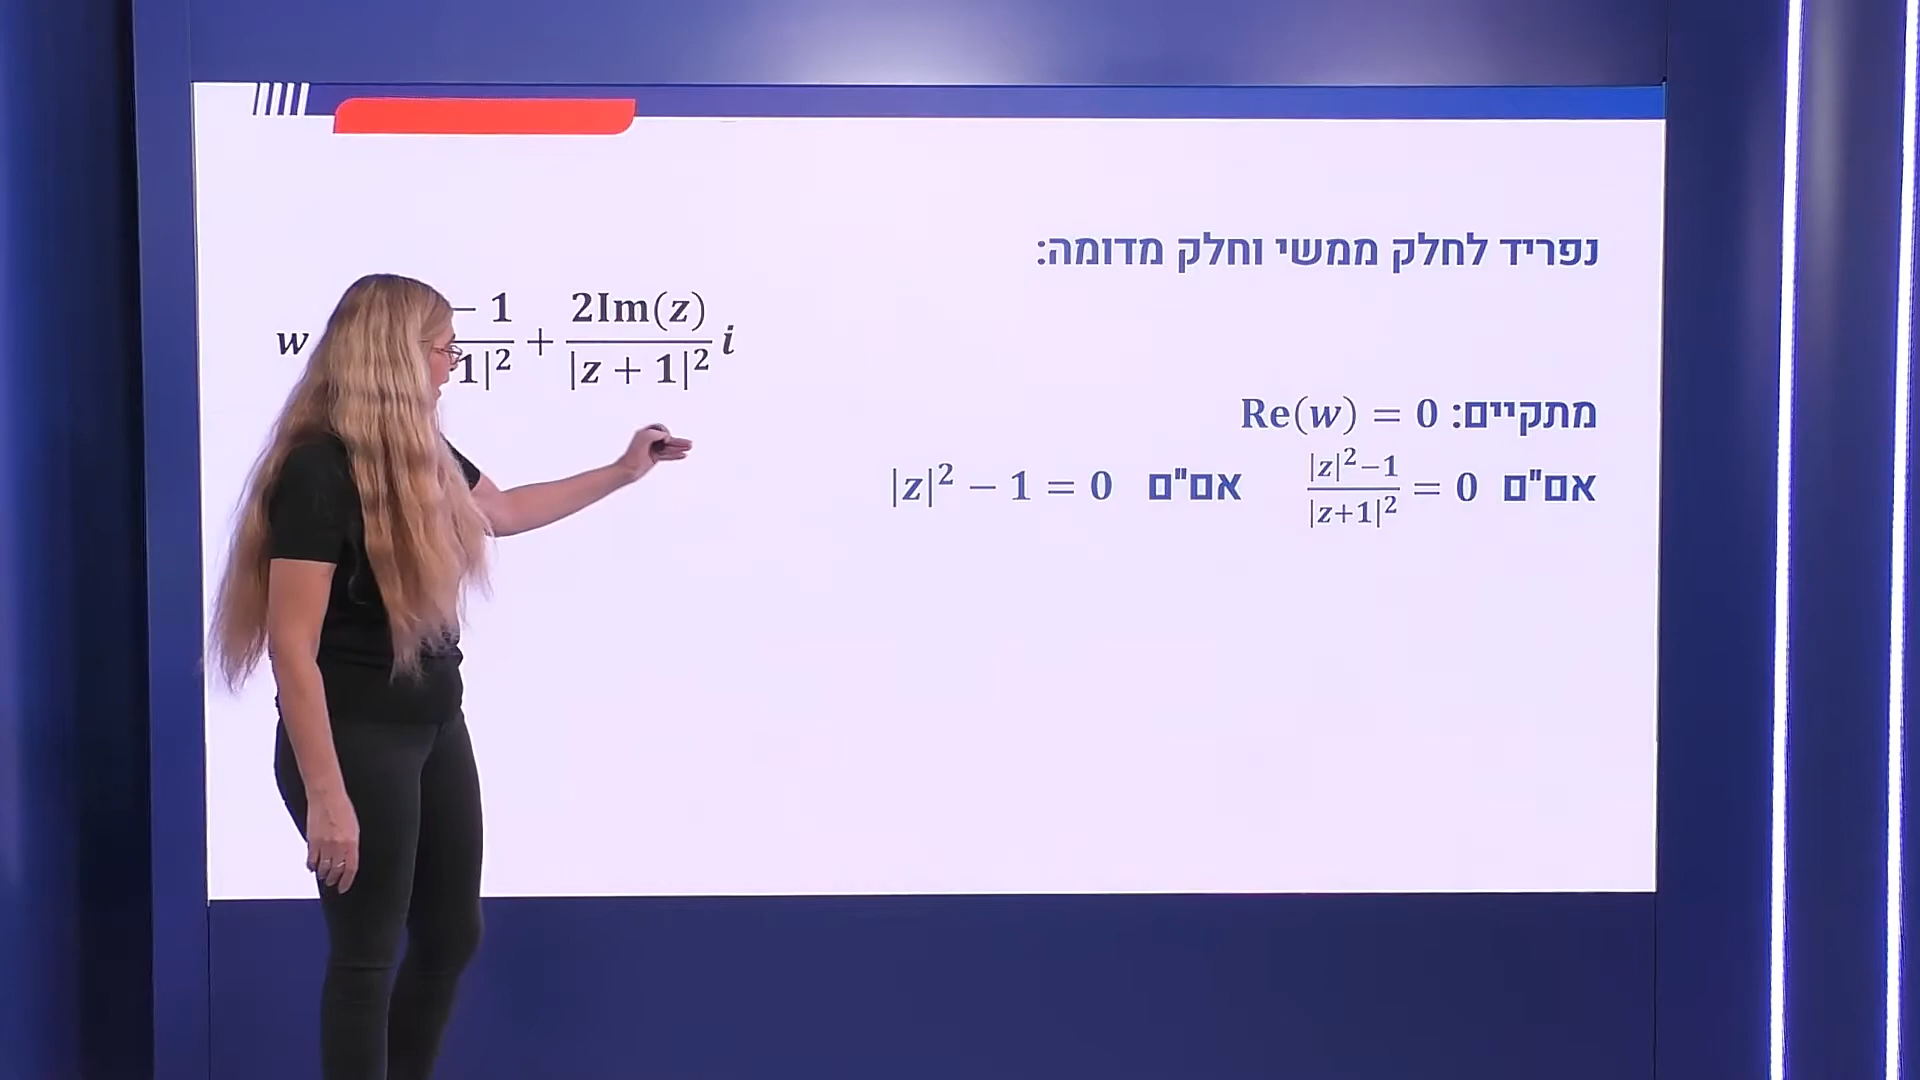 נפריד לחלק ממשי וחלק מדומה:
w - 1 / 1|² + 2Im(z) / |z + 1|² i
מתקיים: Re(w) = 0
אם"ם |z|²−1 / |z+1|² = 0 אם"ם |z|² − 1 = 0